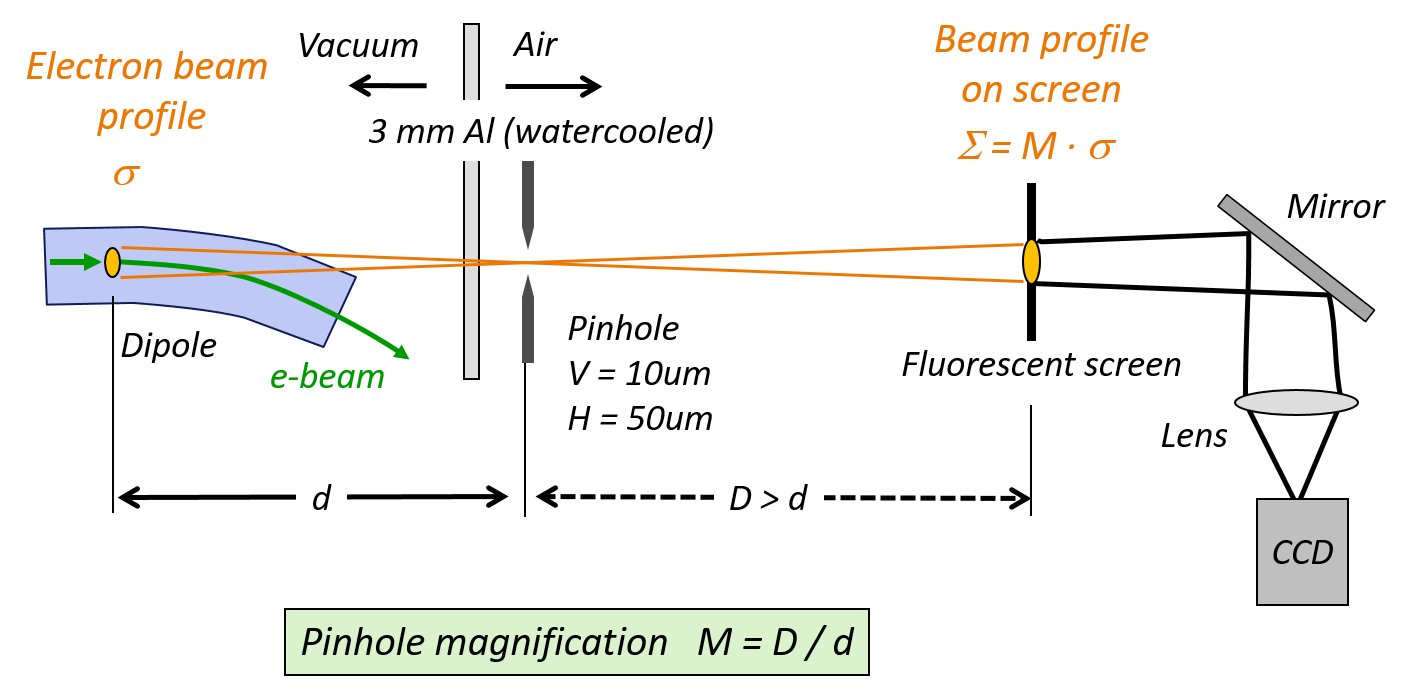 Electron beam
profile
σ
Vacuum
Air
3 mm Al (watercooled)
Beam profile
on screen
Σ = M · σ
Mirror
Dipole
e-beam
Pinhole
V = 10um
H = 50um
Fluorescent screen
Lens
d
D > d
CCD
Pinhole magnification M = D / d